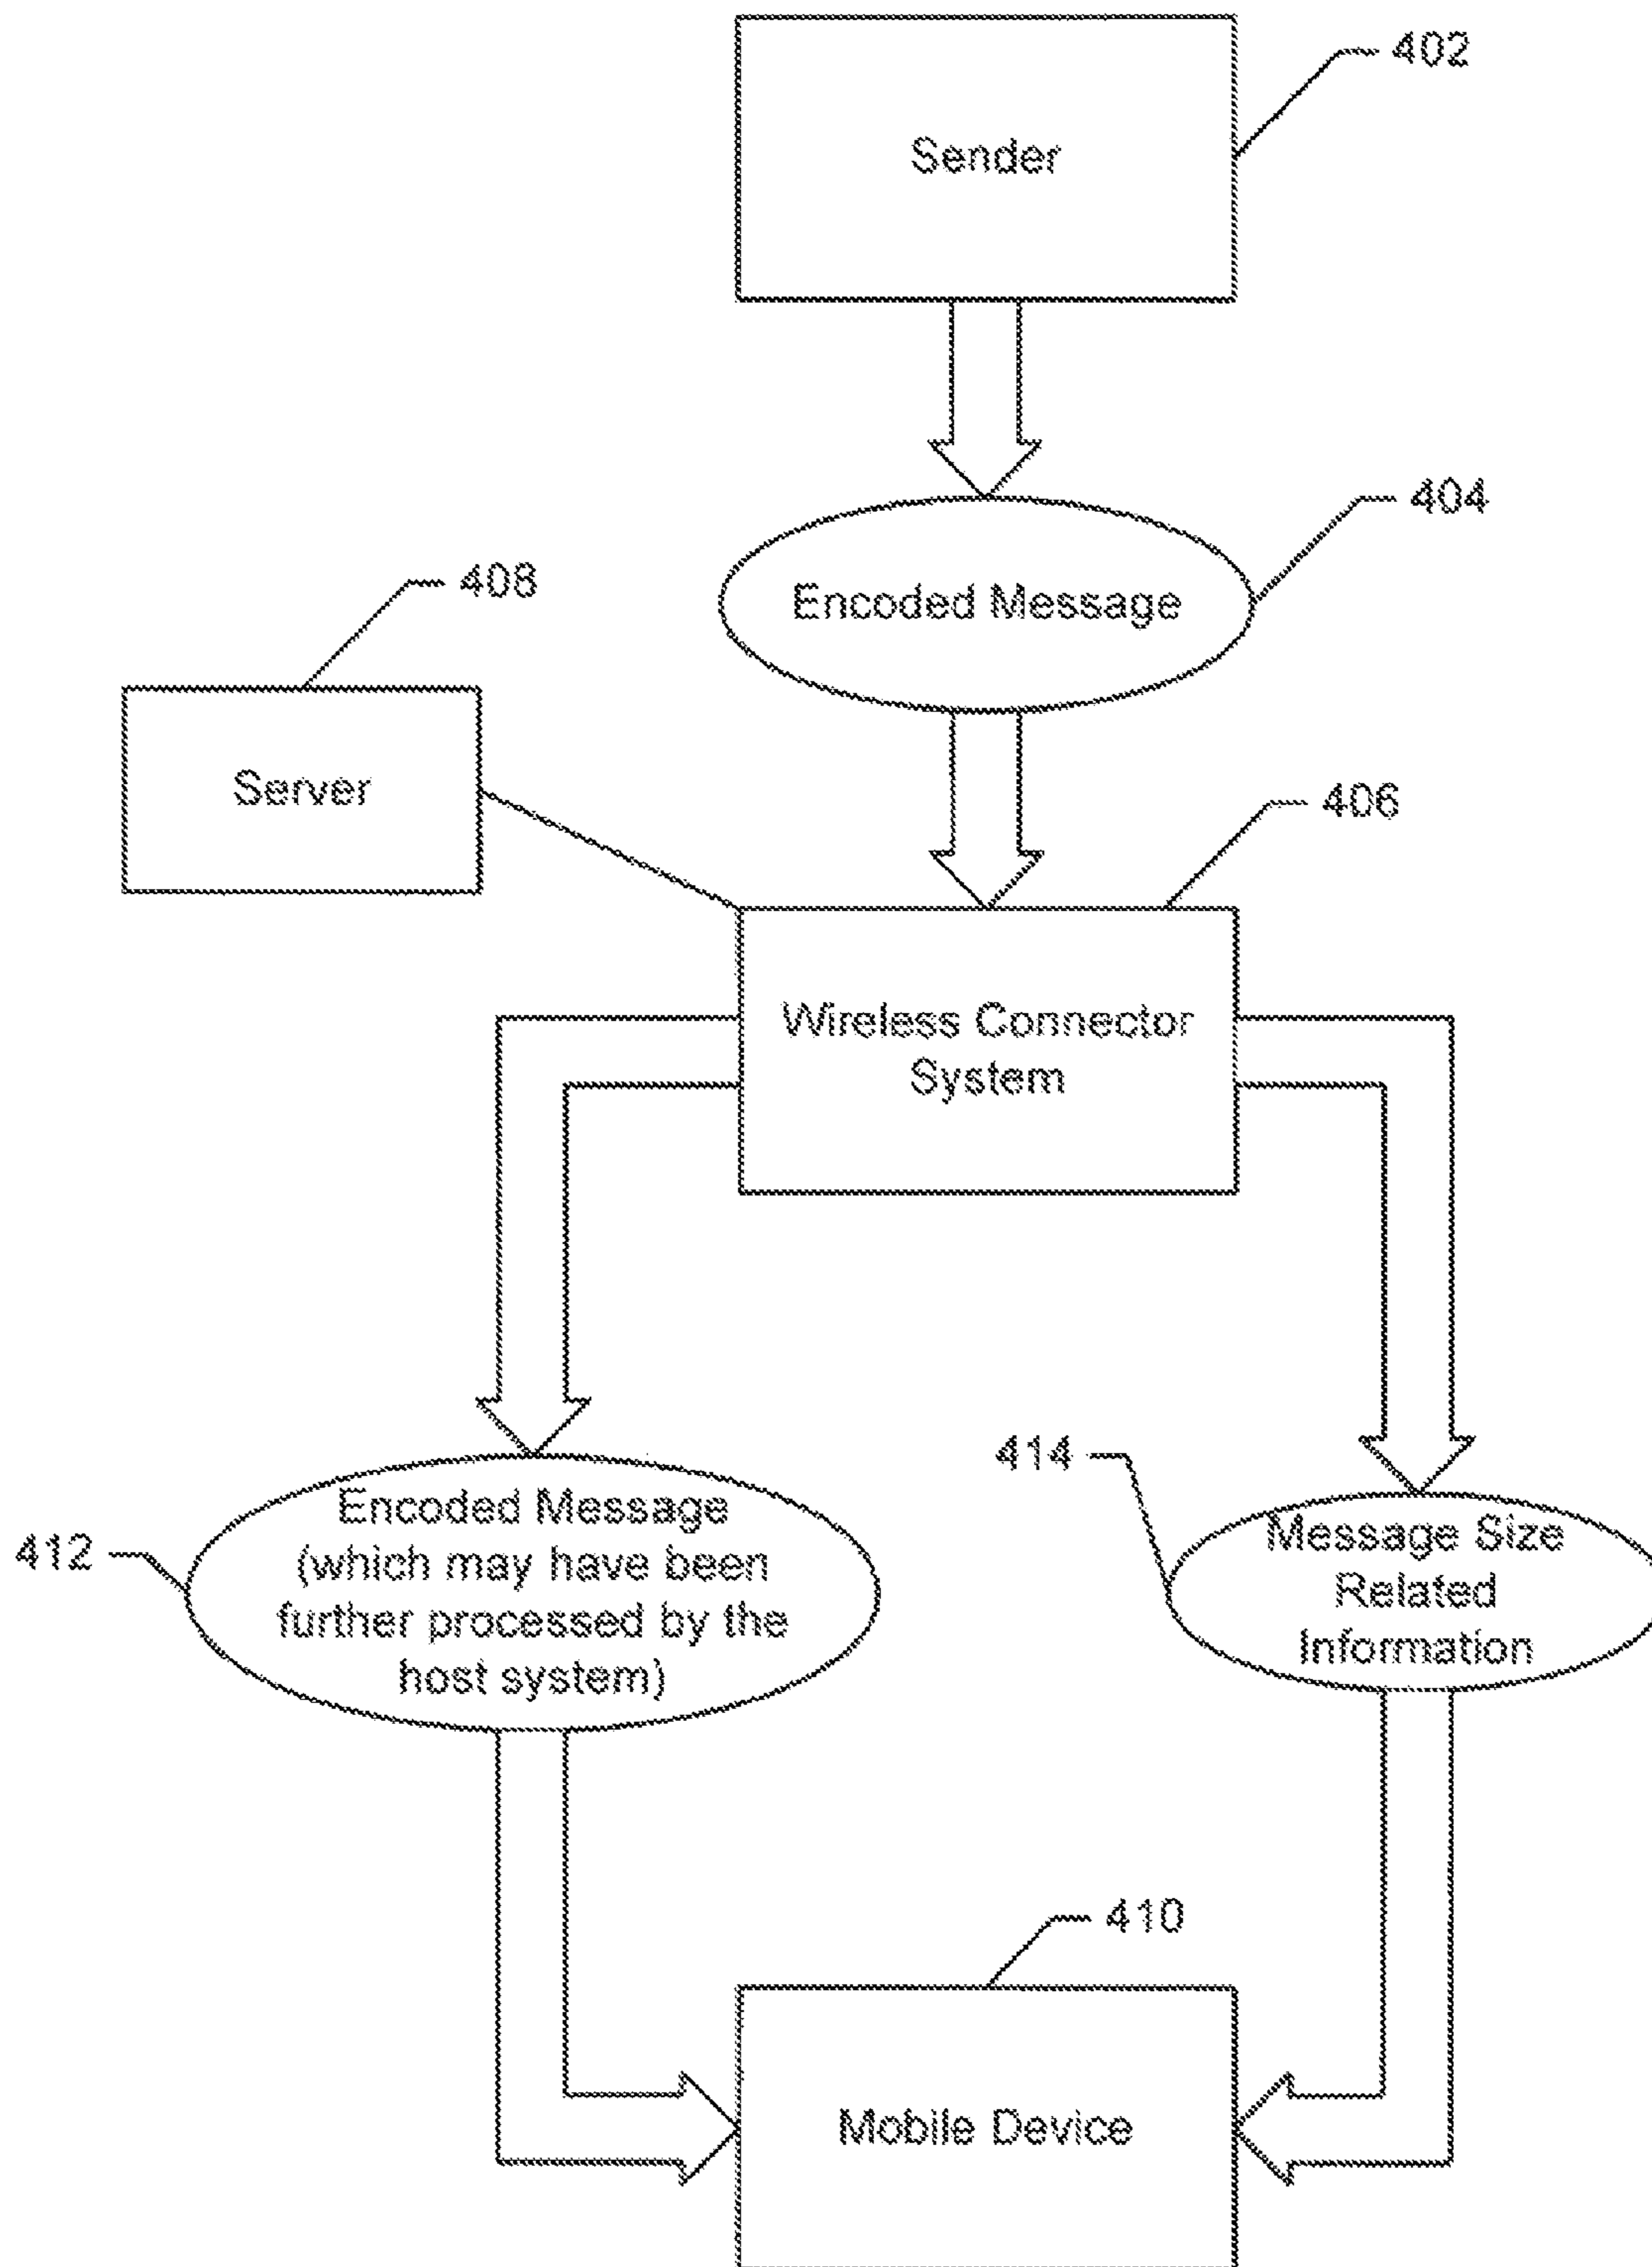 402
Sender
404
Encoded Message
408
Server
406
Wireless Connector
System
414
412
Encoded Message
(which may have been
further processed by the
host system)
Message Size
Related
Information
410
Mobile Device